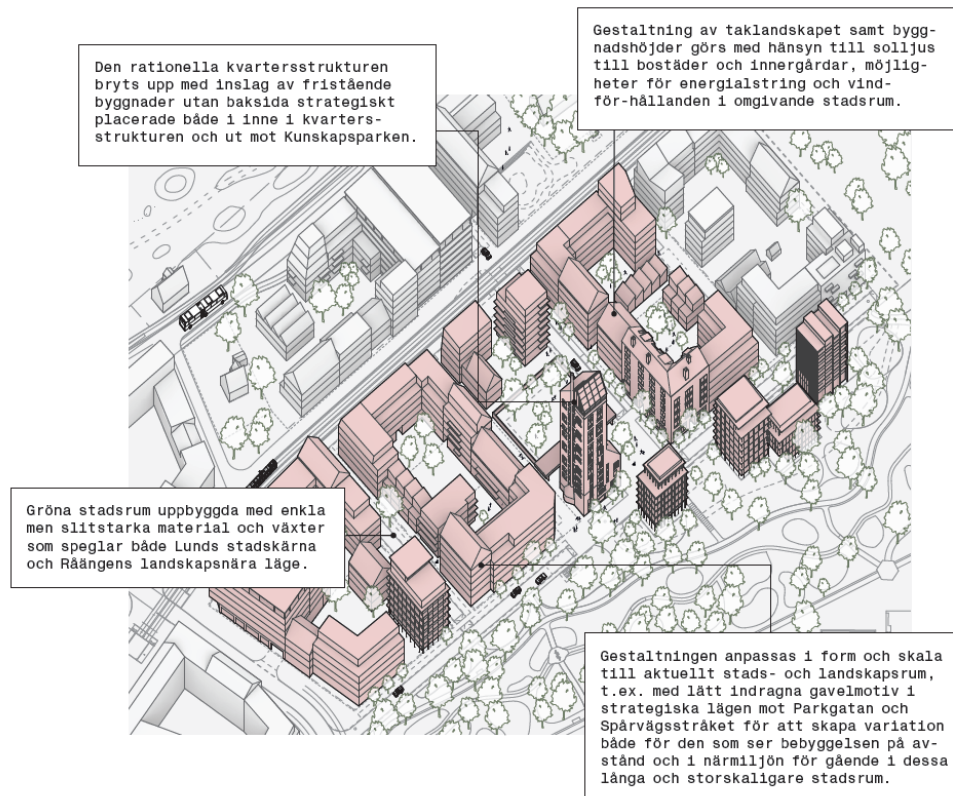 Den rationella kvartersstrukturen
bryts upp med inslag av fristående
byggnader utan baksida strategiskt
placerade både i inne i kvarters-
strukturen och ut mot Kunskapsparken.
Gestaltning av taklandskapet samt bygg-
nadshöjder görs med hänsyn till solljus
till bostäder och innergårdar, möjlig-
heter för energialstring och vind-
för-hållanden i omgivande stadsrum.
Gröna stadsrum uppbyggda med enkla
men slitstarka material och växter
som speglar både Lunds stadskärna
och Råängens landskapsnära läge.
Gestaltningen anpassas i form och skala
till aktuellt stads- och landskapsrum,
t.ex. med lätt indragna gavelmotiv i
strategiska lägen mot Parkgatan och
Spårvägsstråket för att skapa variation
både för den som ser bebyggelsen på av-
stånd och i närmiljön för gående i dessa
långa och storskaligare stadsrum.